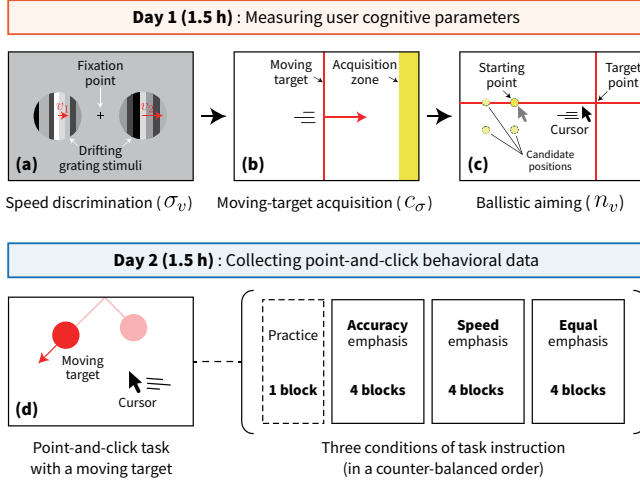 Day 1 (1.5 h) : Measuring user cognitive parameters
Fixation
point
v₁
v₂
+
Drifting
grating stimuli
(a)
Moving
target
Acquisition
zone
(b)
Starting
point
Target
point
Cursor
Candidate
positions
(c)
Speed discrimination (σᵥ)
Moving-target acquisition (c_σ)
Ballistic aiming (nᵥ)
Day 2 (1.5 h) : Collecting point-and-click behavioral data
Moving
target
Cursor
(d)
Practice
1 block
Accuracy
emphasis
4 blocks
Speed
emphasis
4 blocks
Equal
emphasis
4 blocks
Point-and-click task
with a moving target
Three conditions of task instruction
(in a counter-balanced order)